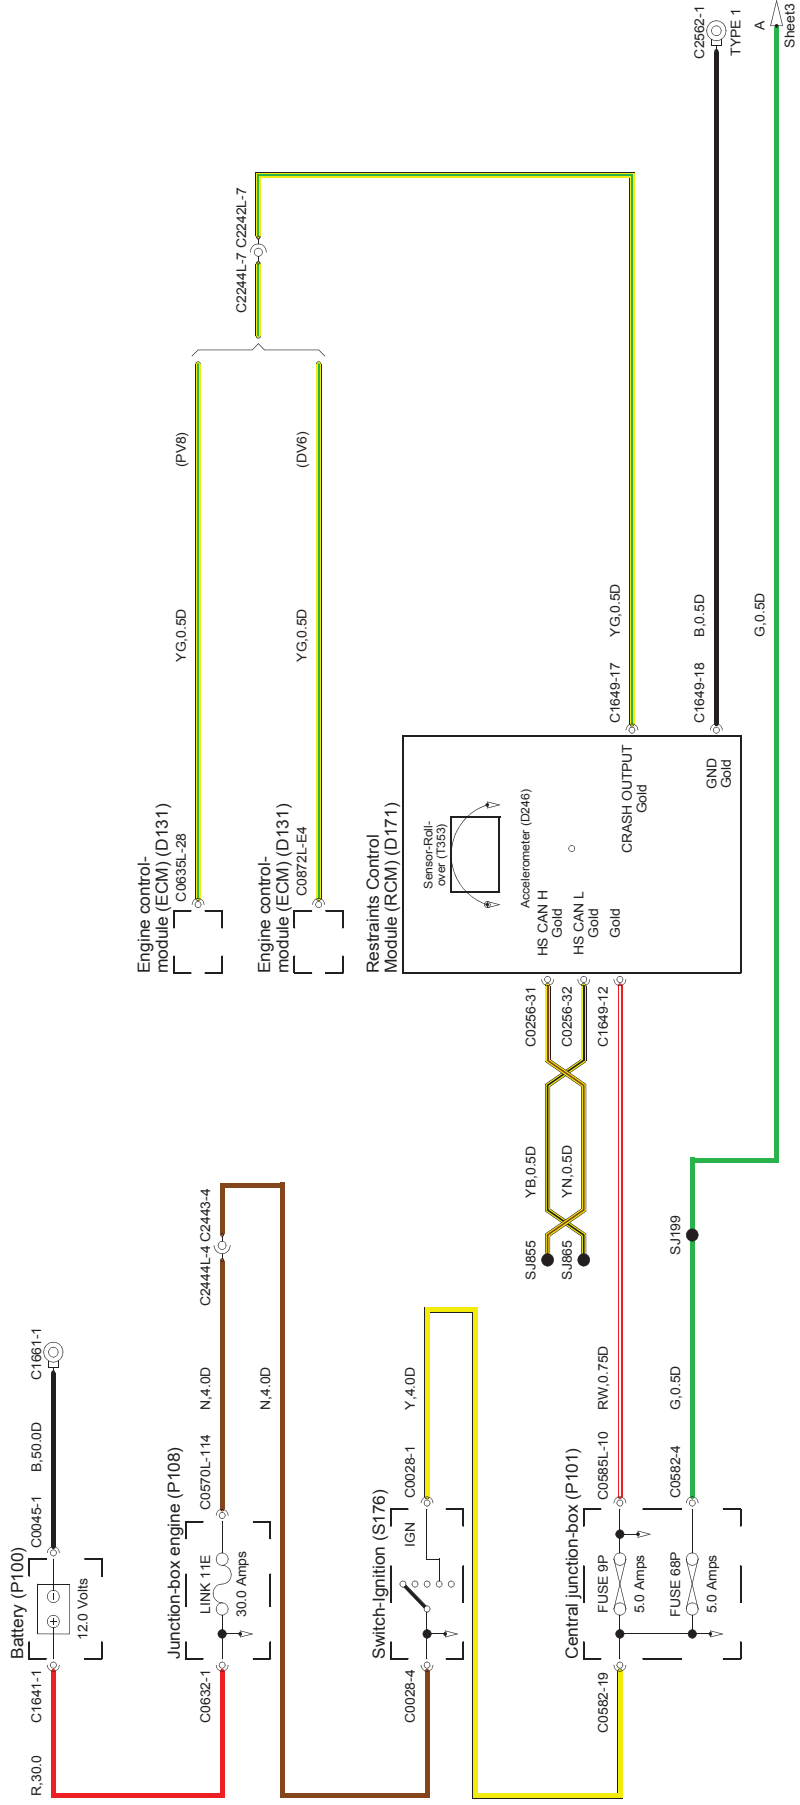 Battery (P100)
C1641-1
R,30.0
12.0 Volts
C0045-1
B,50.0D
C1661-1
Junction-box engine (P108)
C0632-1
LINK 11E
30.0 Amps
C0570L-114
N,4.0D
C2444L-4
C2443-4
N,4.0D
Switch-Ignition (S176)
C0028-4
IGN
C0028-1
Y,4.0D
Central junction-box (P101)
C0582-19
FUSE 9P
5.0 Amps
C0585L-10
RW,0.75D
C1649-12
FUSE 68P
5.0 Amps
C0582-4
G,0.5D
SJ199
G,0.5D
A
Sheet3
SJ855
YB,0.5D
C0256-31
SJ865
YN,0.5D
C0256-32
Engine control-
module (ECM) (D131)
C0635L-28
YG,0.5D
(PV8)
Engine control-
module (ECM) (D131)
C0872L-E4
YG,0.5D
(DV6)
C2244L-7
C2242L-7
Restraints Control
Module (RCM) (D171)
Sensor-Roll-
over (T353)
Accelerometer (D246)
HS CAN H
Gold
HS CAN L
Gold
Gold
CRASH OUTPUT
Gold
C1649-17
YG,0.5D
GND
Gold
C1649-18
B,0.5D
C2562-1
TYPE 1